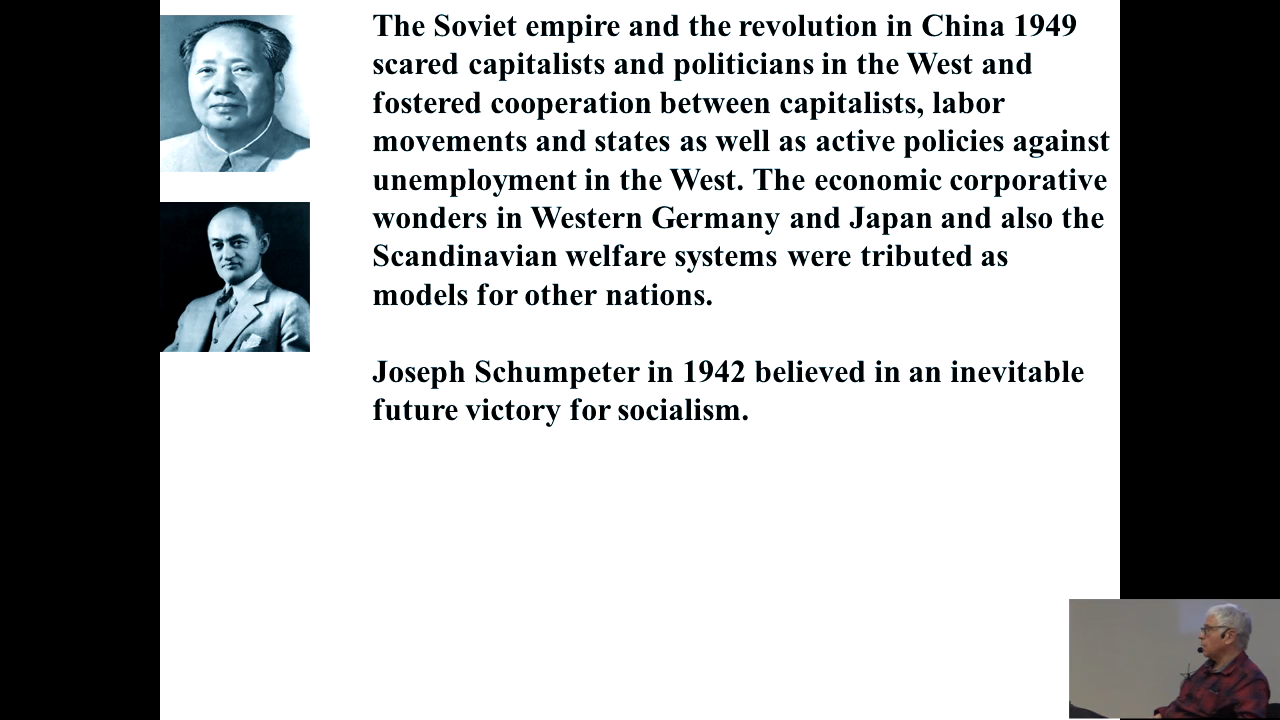 The Soviet empire and the revolution in China 1949
scared capitalists and politicians in the West and
fostered cooperation between capitalists, labor
movements and states as well as active policies against
unemployment in the West. The economic corporative
wonders in Western Germany and Japan and also the
Scandinavian welfare systems were tributed as
models for other nations.
Joseph Schumpeter in 1942 believed in an inevitable
future victory for socialism.